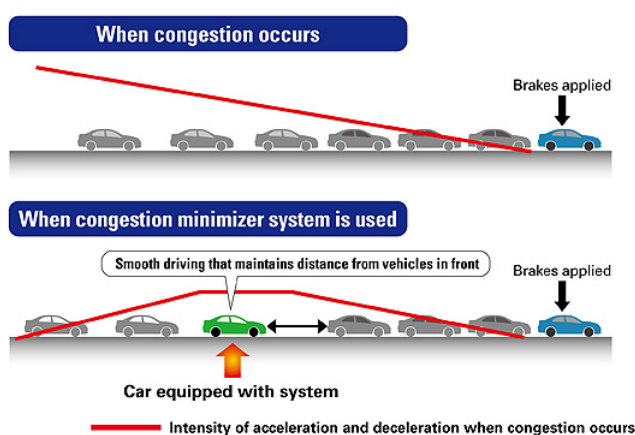 When congestion occurs
Brakes applied
When congestion minimizer system is used
Smooth driving that maintains distance from vehicles in front
Brakes applied
Car equipped with system
Intensity of acceleration and deceleration when congestion occurs